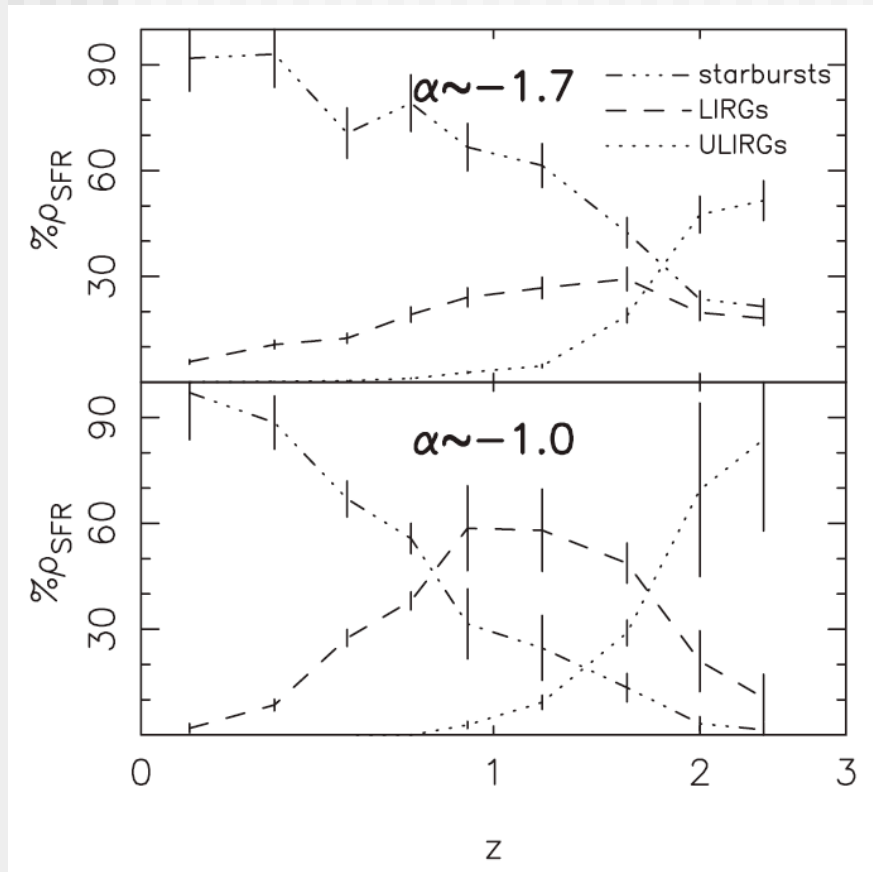 90
60
30
%ρSFR
α~−1.7
starbursts
LIRGs
ULIRGs
90
60
30
%ρSFR
α~−1.0
0 1 2 3
z